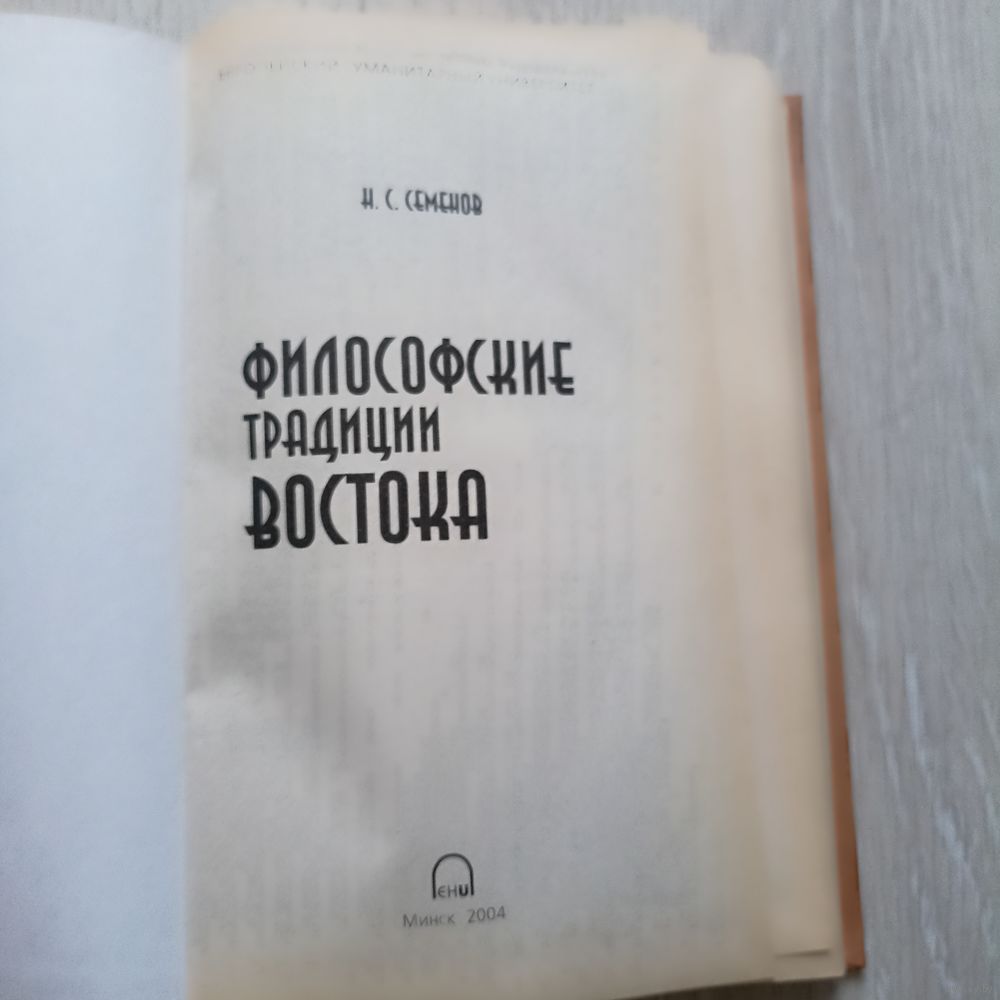 Н. С. СЕМЕНОВ
ФИЛОСОФСКИЕ
ТРАДИЦИИ
ВОСТОКА
ЕНU
Минск 2004